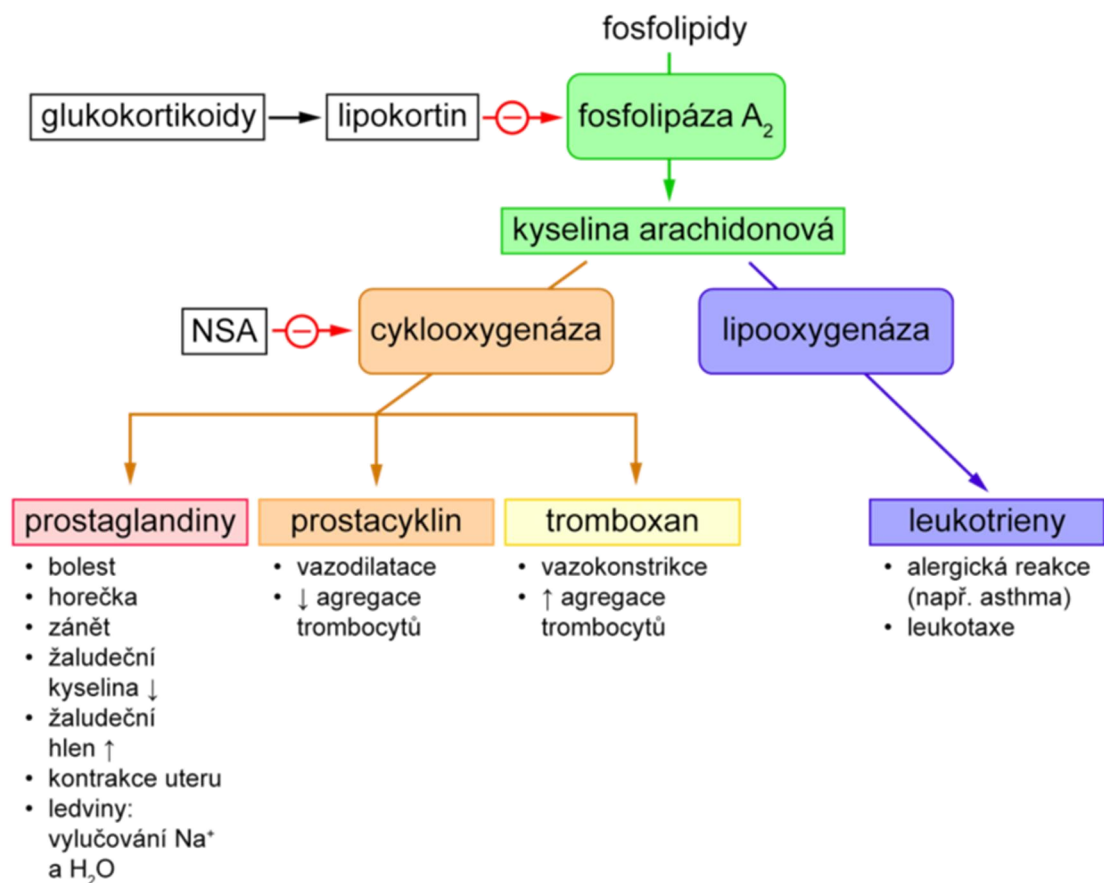 fosfolipidy
glukokortikoidy
lipokortin
−
fosfolipáza A₂
kyselina arachidonová
NSA
−
cyklooxygenáza
lipooxygenáza
prostaglandiny
• bolest
• horečka
• zánět
• žaludeční
kyselina ↓
• žaludeční
hlen ↑
• kontrakce uteru
• ledviny:
vylučování Na⁺
a H₂O
prostacyklin
• vazodilatace
• ↓ agregace
trombocytů
tromboxan
• vazokonstrikce
• ↑ agregace
trombocytů
leukotrieny
• alergická reakce
(např. asthma)
• leukotaxe